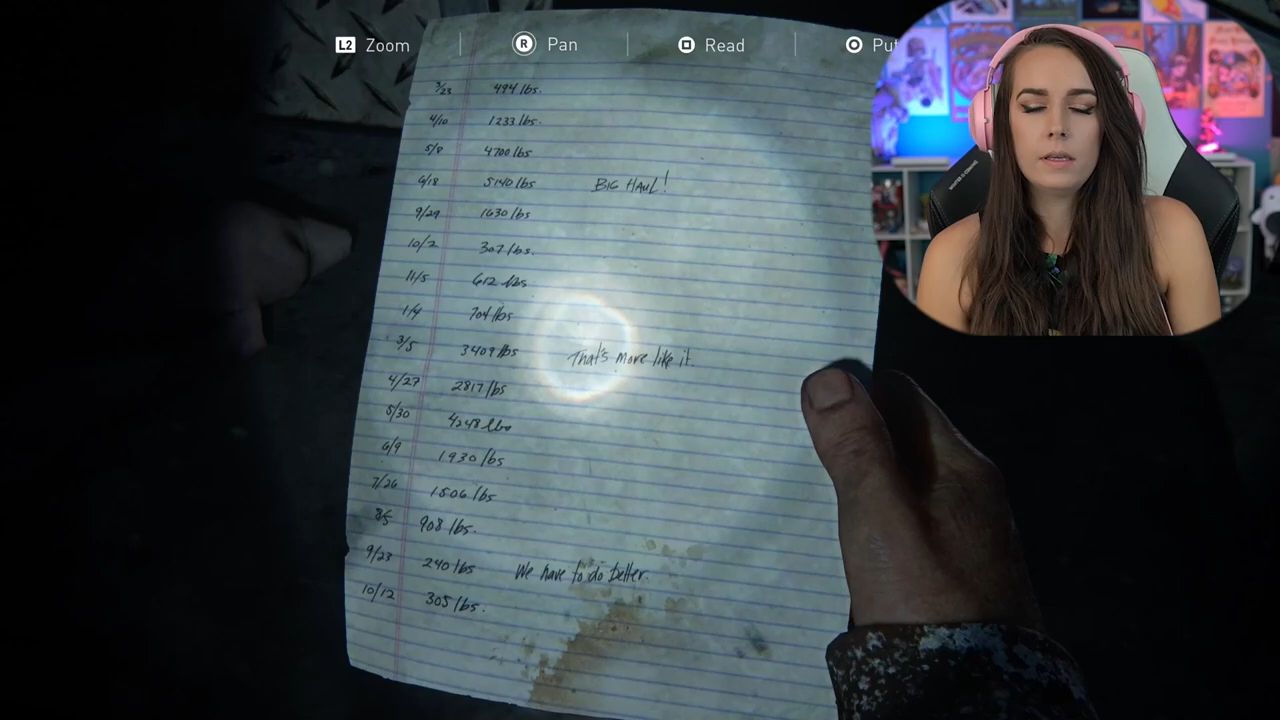 L2 Zoom R Pan Read
3/23 494 lbs.
4/10 1233 lbs.
5/8 4700 lbs
6/18 5140 lbs BIG HAUL!
9/29 1630 lbs
10/2 307 lbs.
11/5 612 lbs
1/4 704 lbs
3/5 3409 lbs That's more like it.
4/27 2817 lbs
5/30 4248 lbs
6/9 1930 lbs
7/26 1506 lbs
8/5 908 lbs.
9/23 240 lbs We have to do better.
10/12 305 lbs.